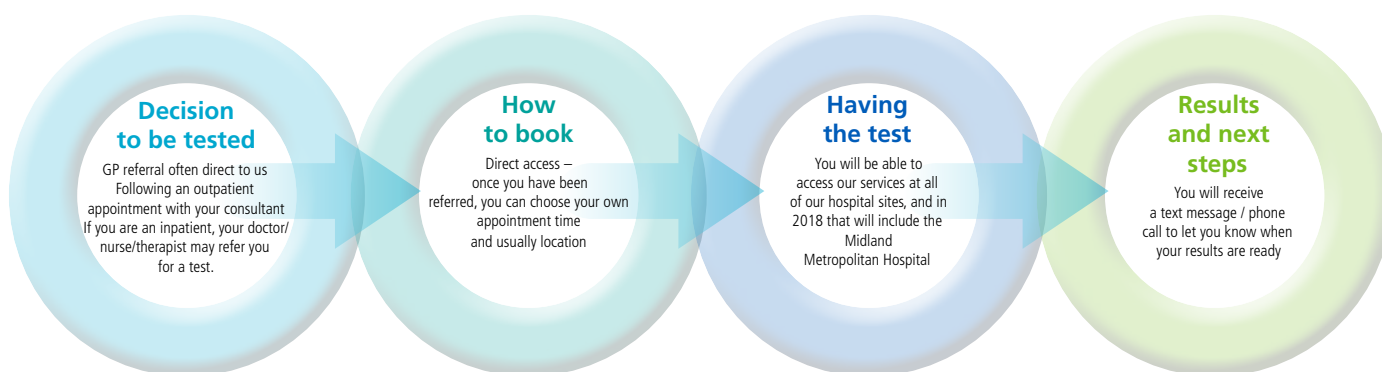 Decision
to be tested
GP referral often direct to us
Following an outpatient
appointment with your consultant
If you are an inpatient, your doctor/
nurse/therapist may refer you
for a test.
How
to book
Direct access –
once you have been
referred, you can choose your own
appointment time
and usually location
Having
the test
You will be able to
access our services at all
of our hospital sites, and in
2018 that will include the
Midland
Metropolitan Hospital
Results
and next
steps
You will receive
a text message / phone
call to let you know when
your results are ready